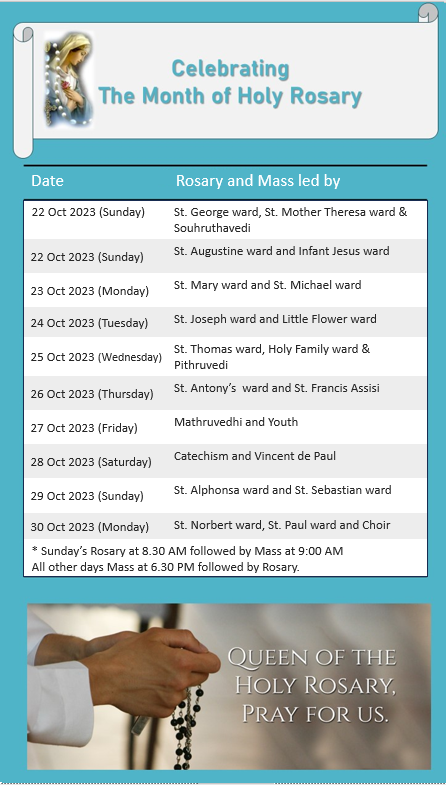 Celebrating
The Month of Holy Rosary
Date Rosary and Mass led by
22 Oct 2023 (Sunday) St. George ward, St. Mother Theresa ward &
Souhruthavedi
22 Oct 2023 (Sunday) St. Augustine ward and Infant Jesus ward
23 Oct 2023 (Monday) St. Mary ward and St. Michael ward
24 Oct 2023 (Tuesday) St. Joseph ward and Little Flower ward
25 Oct 2023 (Wednesday) St. Thomas ward, Holy Family ward &
Pithruvedi
26 Oct 2023 (Thursday) St. Antony's ward and St. Francis Assisi
27 Oct 2023 (Friday) Mathruvedhi and Youth
28 Oct 2023 (Saturday) Catechism and Vincent de Paul
29 Oct 2023 (Sunday) St. Alphonsa ward and St. Sebastian ward
30 Oct 2023 (Monday) St. Norbert ward, St. Paul ward and Choir
* Sunday's Rosary at 8.30 AM followed by Mass at 9:00 AM
All other days Mass at 6.30 PM followed by Rosary.
Queen of the
Holy Rosary,
Pray for us.